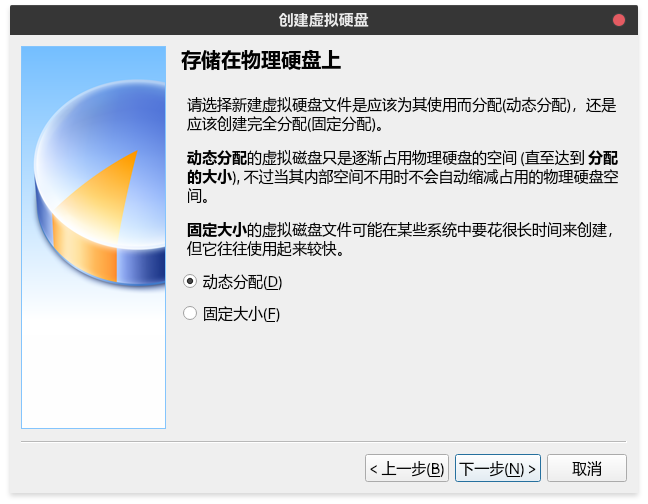 创建虚拟硬盘
存储在物理硬盘上
请选择新建虚拟硬盘文件是应该为其使用而分配(动态分配)，还是
应该创建完全分配(固定分配)。
动态分配的虚拟磁盘只是逐渐占用物理硬盘的空间 (直至达到 分配
的大小), 不过当其内部空间不用时不会自动缩减占用的物理硬盘空
间。
固定大小的虚拟磁盘文件可能在某些系统中要花很长时间来创建，
但它往往使用起来较快。
动态分配(D)
固定大小(F)
< 上一步(B) 下一步(N) > 取消